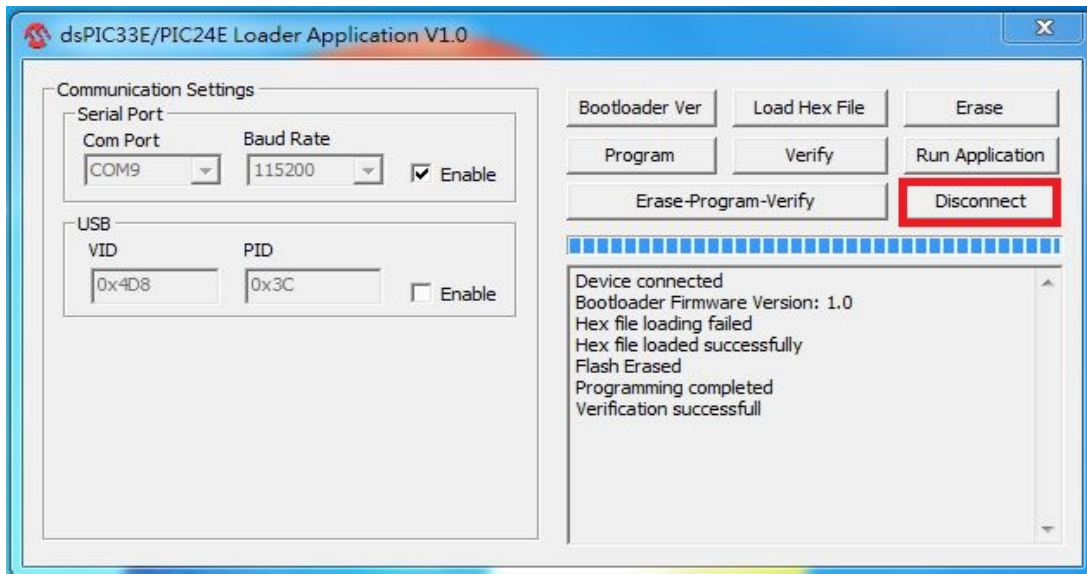 dsPIC33E/PIC24E Loader Application V1.0
Communication Settings
Serial Port
Com Port Baud Rate
COM9 115200 Enable
USB
VID PID
0x4D8 0x3C Enable
Bootloader Ver Load Hex File Erase
Program Verify Run Application
Erase-Program-Verify Disconnect
Device connected
Bootloader Firmware Version: 1.0
Hex file loading failed
Hex file loaded successfully
Flash Erased
Programming completed
Verification successfull